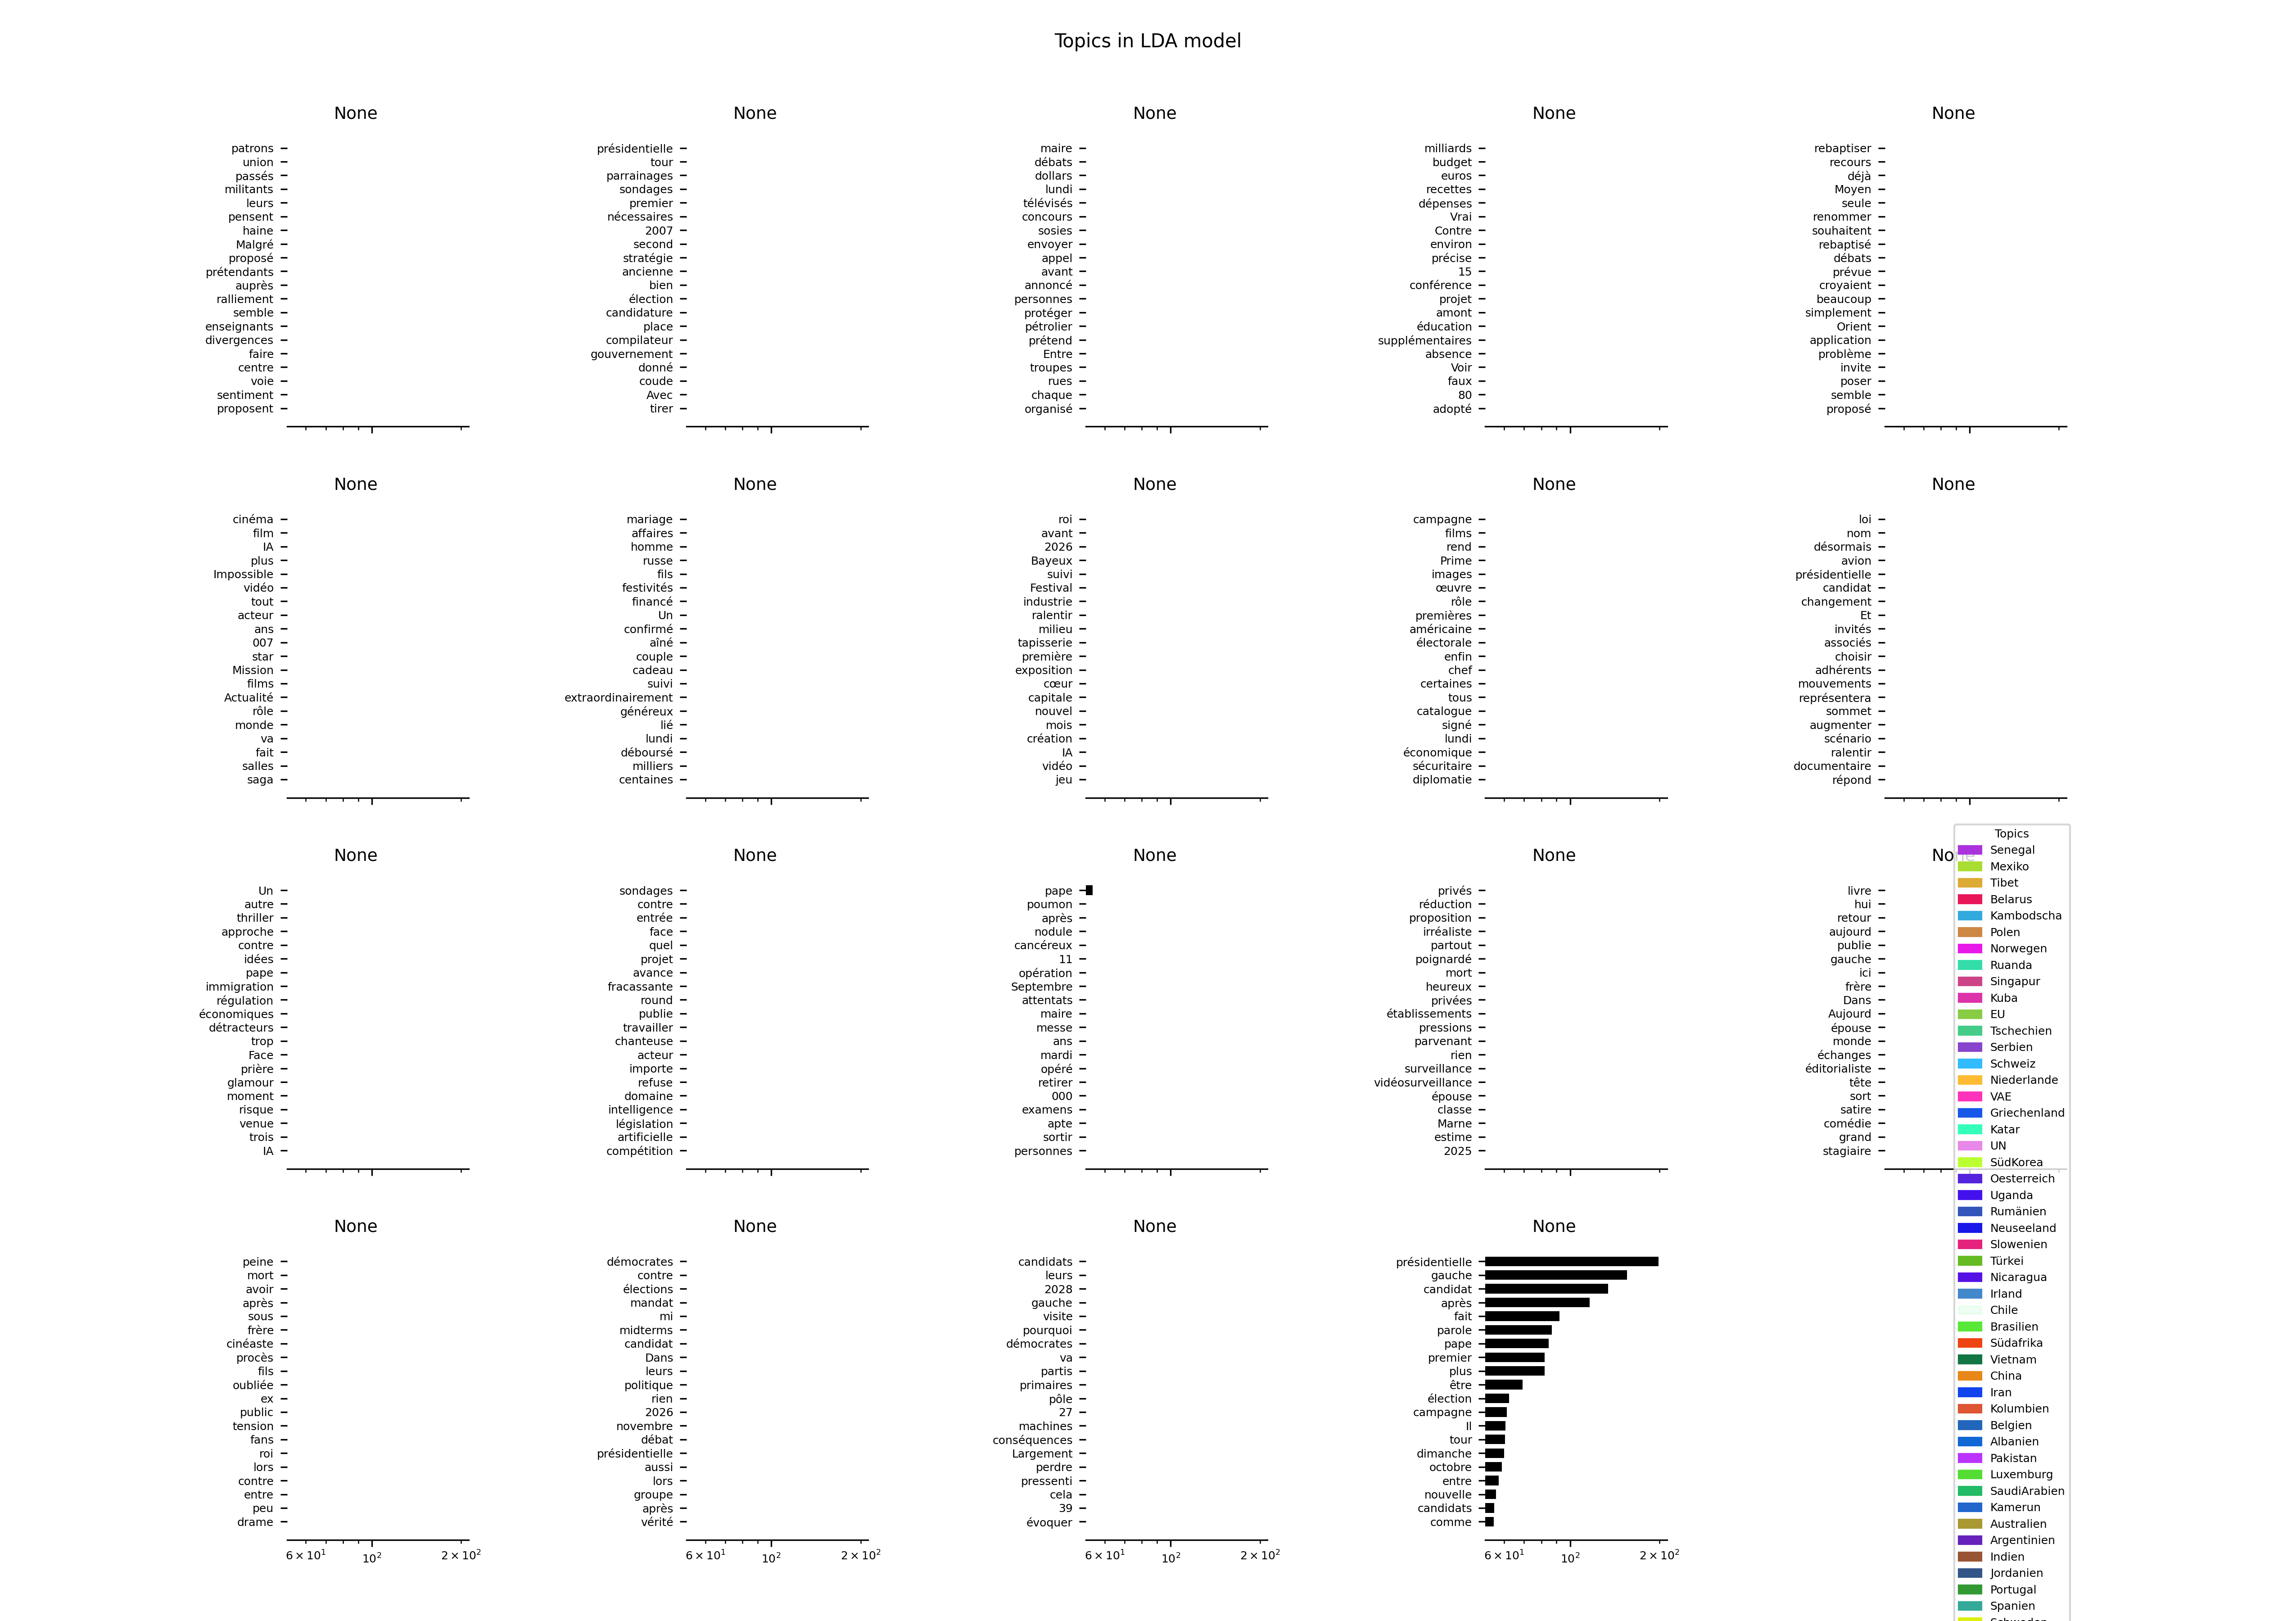 Topics in LDA model
None
patrons
union
passés
militants
leurs
pensent
haine
Malgré
proposé
prétendants
auprès
ralliement
semble
enseignants
divergences
faire
centre
voie
sentiment
proposent
None
présidentielle
tour
parrainages
sondages
premier
nécessaires
2007
second
stratégie
ancienne
bien
élection
candidature
place
compilateur
gouvernement
donné
coude
Avec
tirer
None
maire
débats
dollars
lundi
télévisés
concours
sosies
envoyer
appel
avant
annoncé
personnes
protéger
pétrolier
prétend
Entre
troupes
rues
chaque
organisé
None
milliards
budget
euros
recettes
dépenses
Vrai
Contre
environ
précise
15
conférence
projet
amont
éducation
supplémentaires
absence
Voir
faux
80
adopté
None
rebaptiser
recours
déjà
Moyen
seule
renommer
souhaitent
rebaptisé
débats
prévue
croyaient
beaucoup
simplement
Orient
application
problème
invite
poser
semble
proposé
None
cinéma
film
IA
plus
Impossible
vidéo
tout
acteur
ans
007
star
Mission
films
Actualité
rôle
monde
va
fait
salles
saga
None
mariage
affaires
homme
russe
fils
festivités
financé
Un
confirmé
aîné
couple
cadeau
suivi
extraordinairement
généreux
lié
lundi
déboursé
milliers
centaines
None
roi
avant
2026
Bayeux
suivi
Festival
industrie
ralentir
milieu
tapisserie
première
exposition
cœur
capitale
nouvel
mois
création
IA
vidéo
jeu
None
campagne
films
rend
Prime
images
œuvre
rôle
premières
américaine
électorale
enfin
chef
certaines
tous
catalogue
signé
lundi
économique
sécuritaire
diplomatie
None
loi
nom
désormais
avion
présidentielle
candidat
changement
Et
invités
associés
choisir
adhérents
mouvements
représentera
sommet
augmenter
scénario
ralentir
documentaire
répond
None
Un
autre
thriller
approche
contre
idées
pape
immigration
régulation
économiques
détracteurs
trop
Face
prière
glamour
moment
risque
venue
trois
IA
None
sondages
contre
entrée
face
quel
projet
avance
fracassante
round
publie
travailler
chanteuse
acteur
importe
refuse
domaine
intelligence
législation
artificielle
compétition
None
pape
poumon
après
nodule
cancéreux
11
opération
Septembre
attentats
maire
messe
ans
mardi
opéré
retirer
000
examens
apte
sortir
personnes
None
privés
réduction
proposition
irréaliste
partout
poignardé
mort
heureux
privées
établissements
pressions
parvenant
rien
surveillance
vidéosurveillance
épouse
classe
Marne
estime
2025
None
livre
hui
retour
aujourd
publie
gauche
ici
frère
Dans
Aujourd
épouse
monde
échanges
éditorialiste
tête
sort
satire
comédie
grand
stagiaire
None
peine
mort
avoir
après
sous
frère
cinéaste
procès
fils
oubliée
ex
public
tension
fans
roi
lors
contre
entre
peu
drame
6 × 10¹ 10² 2 × 10²
None
démocrates
contre
élections
mandat
mi
midterms
candidat
Dans
leurs
politique
rien
2026
novembre
débat
présidentielle
aussi
lors
groupe
après
vérité
6 × 10¹ 10² 2 × 10²
None
candidats
leurs
2028
gauche
visite
pourquoi
démocrates
va
partis
primaires
pôle
27
machines
conséquences
Largement
perdre
pressenti
cela
39
évoquer
6 × 10¹ 10² 2 × 10²
None
présidentielle
gauche
candidat
après
fait
parole
pape
premier
plus
être
élection
campagne
Il
tour
dimanche
octobre
entre
nouvelle
candidats
comme
6 × 10¹ 10² 2 × 10²
Topics
Senegal
Mexiko
Tibet
Belarus
Kambodscha
Polen
Norwegen
Ruanda
Singapur
Kuba
EU
Tschechien
Serbien
Schweiz
Niederlande
VAE
Griechenland
Katar
UN
SüdKorea
Oesterreich
Uganda
Rumänien
Neuseeland
Slowenien
Türkei
Nicaragua
Irland
Chile
Brasilien
Südafrika
Vietnam
China
Iran
Kolumbien
Belgien
Albanien
Pakistan
Luxemburg
SaudiArabien
Kamerun
Australien
Argentinien
Indien
Jordanien
Portugal
Spanien